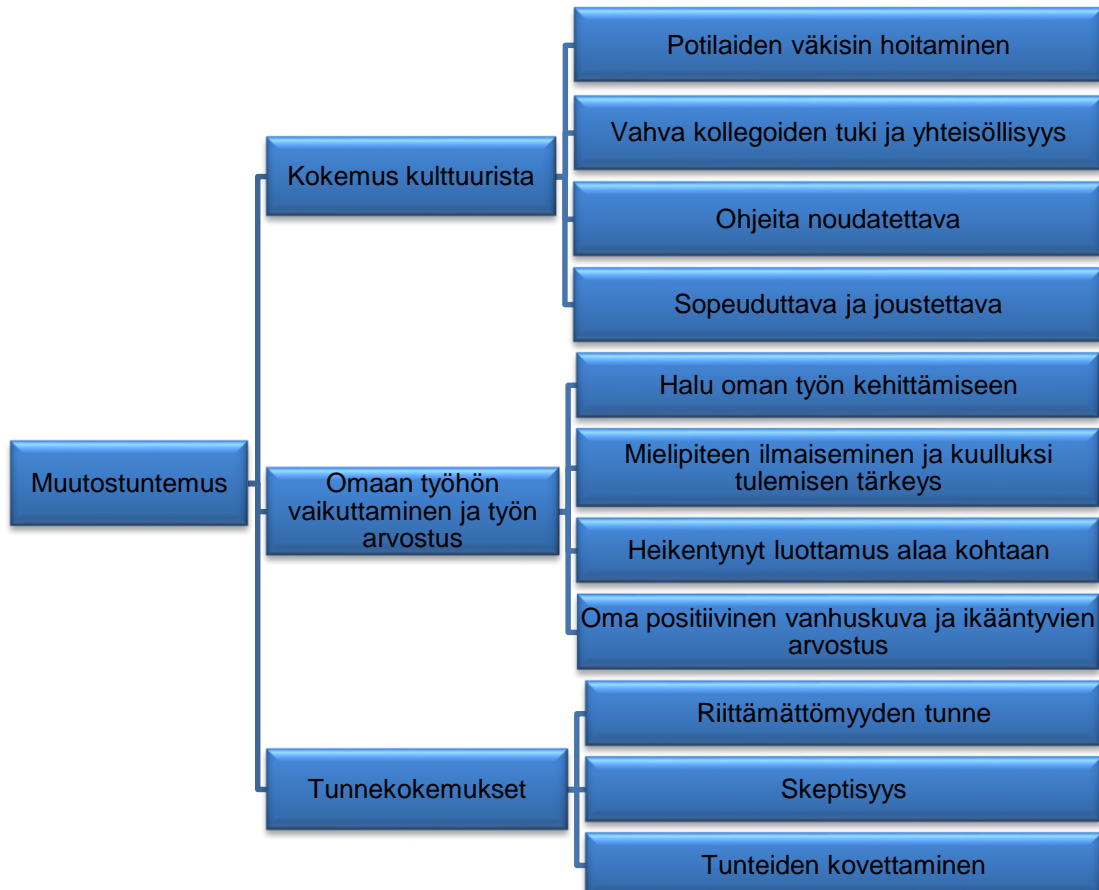 Muutostuntemus
Kokemus kulttuurista
Potilaiden väkisin hoitaminen
Vahva kollegoiden tuki ja yhteisöllisyys
Ohjeita noudatettava
Sopeuduttava ja joustettava
Omaan työhön
vaikuttaminen ja työn
arvostus
Halu oman työn kehittämiseen
Mielipiteen ilmaiseminen ja kuulluksi
tulemisen tärkeys
Heikentynyt luottamus alaa kohtaan
Oma positiivinen vanhuskuva ja ikääntyvien
arvostus
Tunnekokemukset
Riittämättömyyden tunne
Skeptisyys
Tunteiden kovettaminen